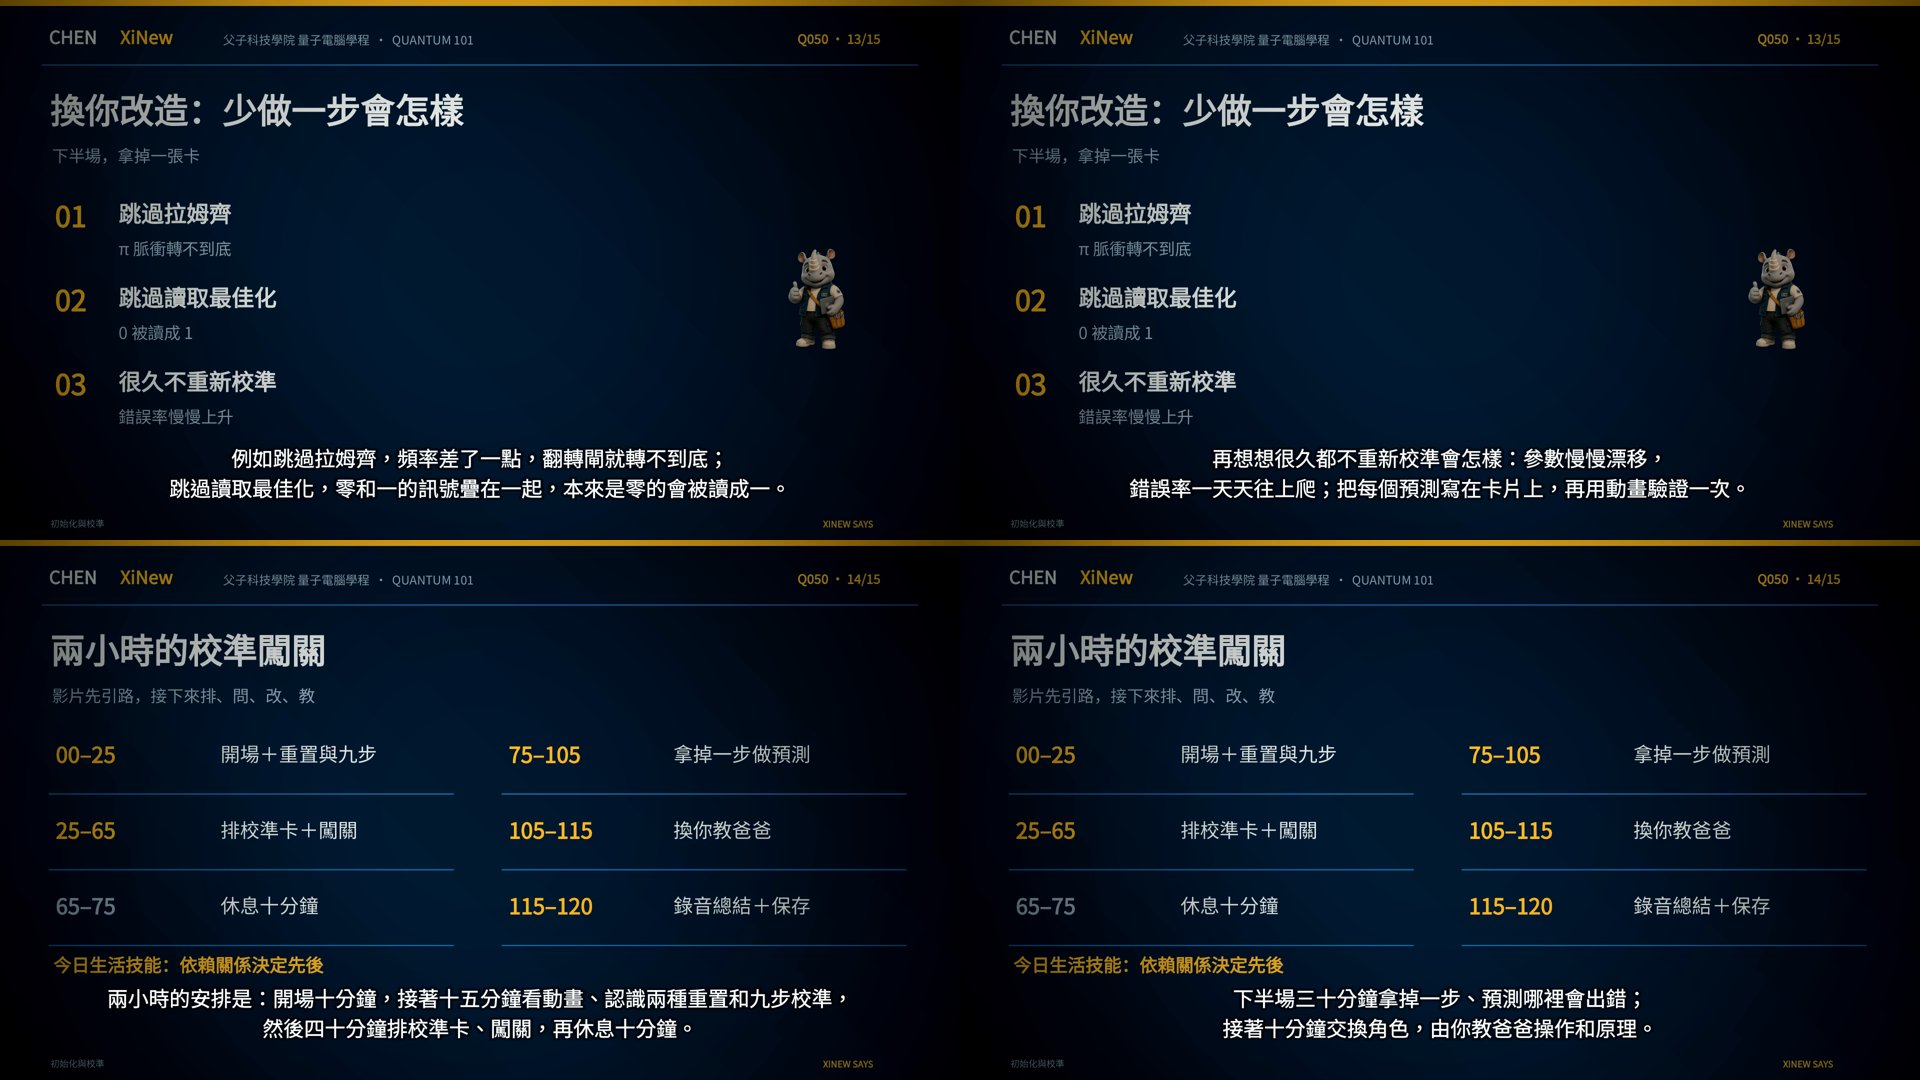 CHEN XiNew 父子科技學院 量子電腦學程 · QUANTUM 101 Q050 · 13/15
換你改造：少做一步會怎樣
下半場，拿掉一張卡
01 跳過拉姆齊
π 脈衝轉不到底
02 跳過讀取最佳化
0 被讀成 1
03 很久不重新校準
錯誤率慢慢上升
例如跳過拉姆齊，頻率差了一點，翻轉閘就轉不到底；
跳過讀取最佳化，零和一的訊號疊在一起，本來是零的會被讀成一。
初始化與校準 XINEW SAYS
CHEN XiNew 父子科技學院 量子電腦學程 · QUANTUM 101 Q050 · 13/15
換你改造：少做一步會怎樣
下半場，拿掉一張卡
01 跳過拉姆齊
π 脈衝轉不到底
02 跳過讀取最佳化
0 被讀成 1
03 很久不重新校準
錯誤率慢慢上升
再想想很久都不重新校準會怎樣：參數慢慢漂移，
錯誤率一天天往上爬；把每個預測寫在卡片上，再用動畫驗證一次。
初始化與校準 XINEW SAYS
CHEN XiNew 父子科技學院 量子電腦學程 · QUANTUM 101 Q050 · 14/15
兩小時的校準闖關
影片先引路，接下來排、問、改、教
00–25 開場＋重置與九步 75–105 拿掉一步做預測
25–65 排校準卡＋闖關 105–115 換你教爸爸
65–75 休息十分鐘 115–120 錄音總結＋保存
今日生活技能：依賴關係決定先後
兩小時的安排是：開場十分鐘，接著十五分鐘看動畫、認識兩種重置和九步校準，
然後四十分鐘排校準卡、闖關，再休息十分鐘。
初始化與校準 XINEW SAYS
CHEN XiNew 父子科技學院 量子電腦學程 · QUANTUM 101 Q050 · 14/15
兩小時的校準闖關
影片先引路，接下來排、問、改、教
00–25 開場＋重置與九步 75–105 拿掉一步做預測
25–65 排校準卡＋闖關 105–115 換你教爸爸
65–75 休息十分鐘 115–120 錄音總結＋保存
今日生活技能：依賴關係決定先後
下半場三十分鐘拿掉一步、預測哪裡會出錯；
接著十分鐘交換角色，由你教爸爸操作和原理。
初始化與校準 XINEW SAYS